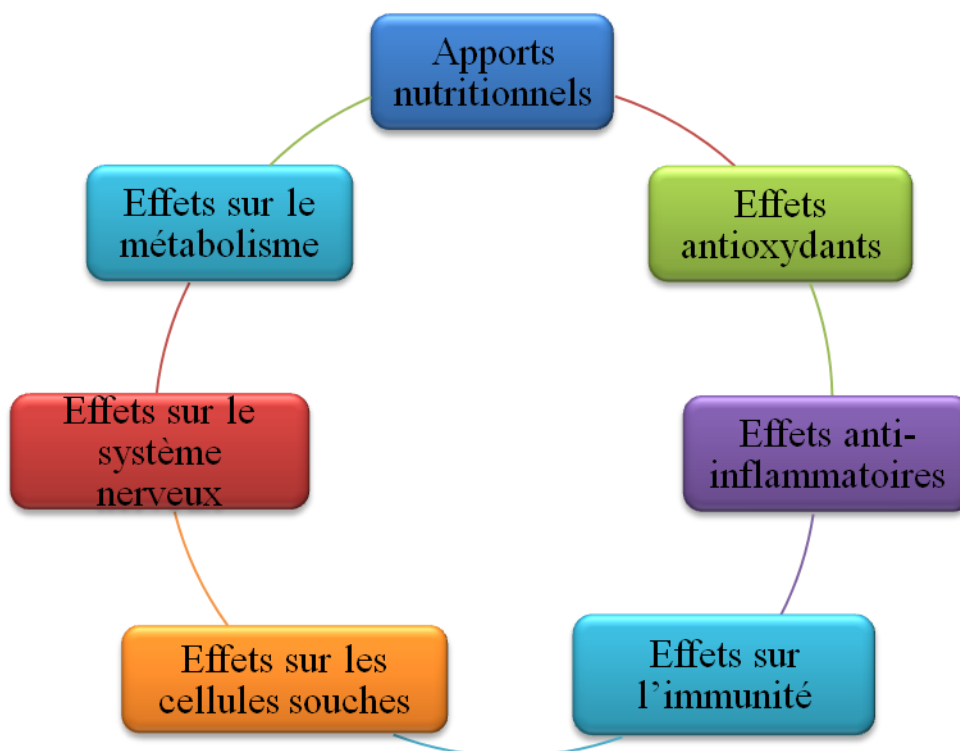 Apports
nutritionnels
Effets
antioxydants
Effets anti-
inflammatoires
Effets sur
l’immunité
Effets sur les
cellules souches
Effets sur le
système
nerveux
Effets sur le
métabolisme